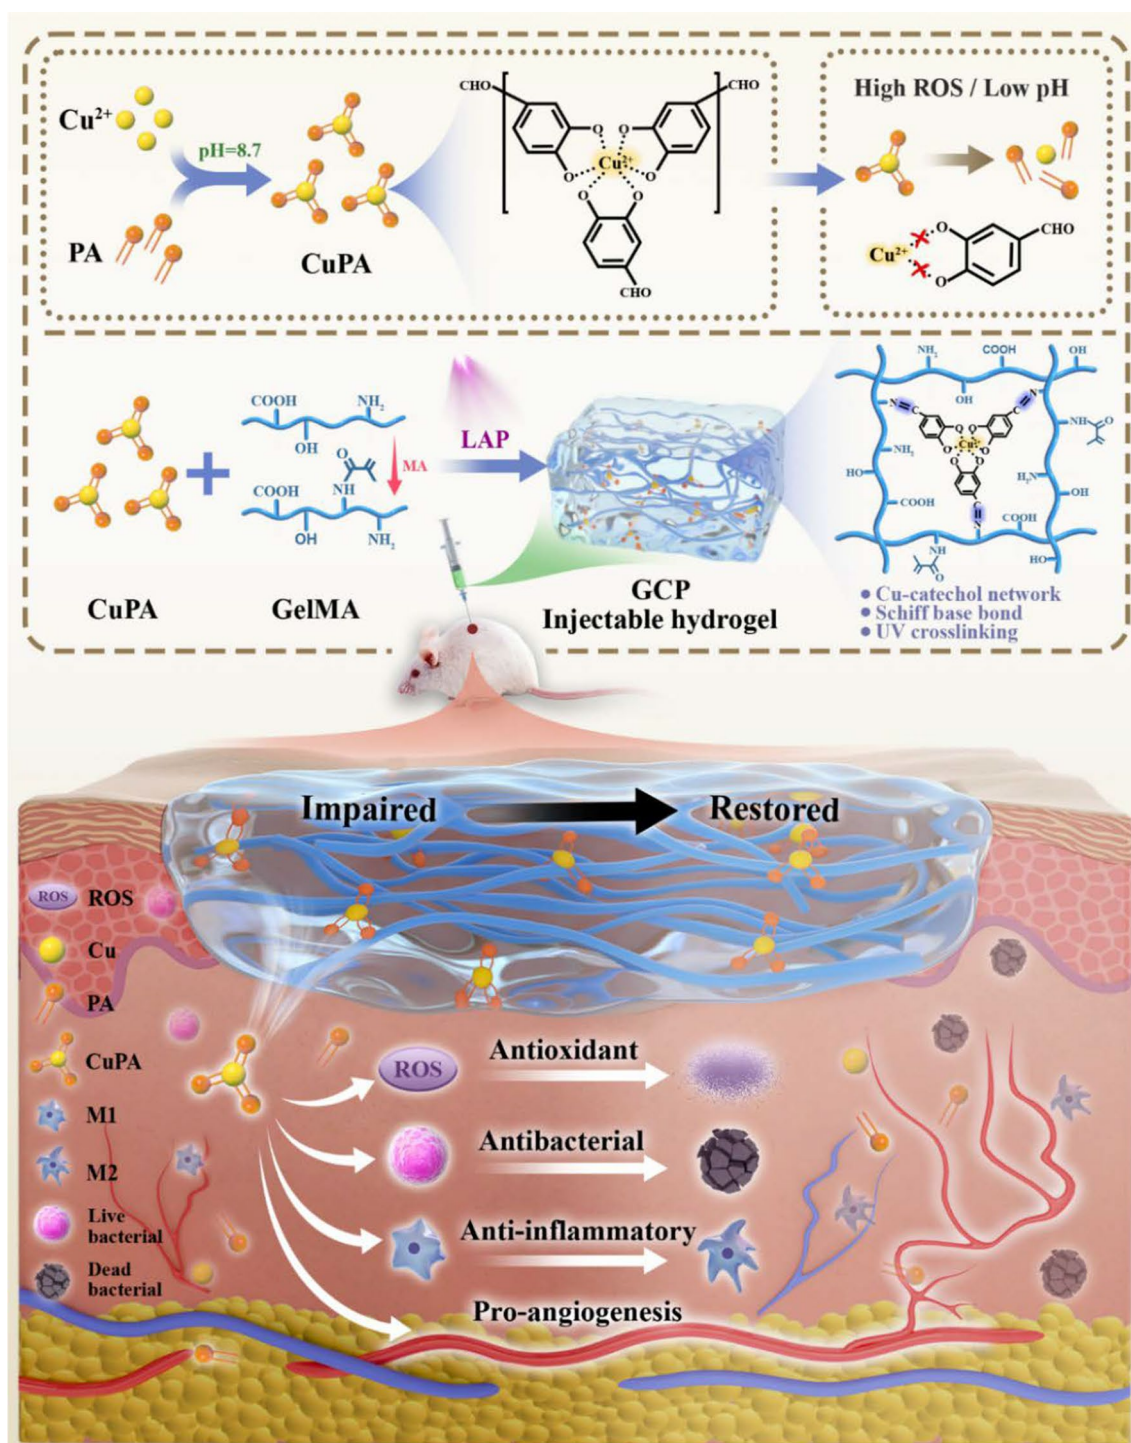 Cu²⁺
pH=8.7
PA
CuPA
CHO
CHO
O
O
O
O
O
O
Cu²⁺
CHO
High ROS / Low pH
Cu²⁺
O
O
CHO
COOH
NH₂
OH
MA
COOH
NH
OH
NH₂
O
LAP
CuPA
GelMA
GCP
Injectable hydrogel
NH₂
COOH
OH
OH
N
C
C
N
O
O
O
O
O
O
Cu²⁺
NH₂
NH
O
HO
H₂N
COOH
OH
C
N
COOH
NH
O
HO
Cu-catechol network
Schiff base bond
UV crosslinking
Impaired
Restored
ROS
ROS
Cu
PA
CuPA
M1
M2
Live
bacterial
Dead
bacterial
ROS
Antioxidant
Antibacterial
Anti-inflammatory
Pro-angiogenesis